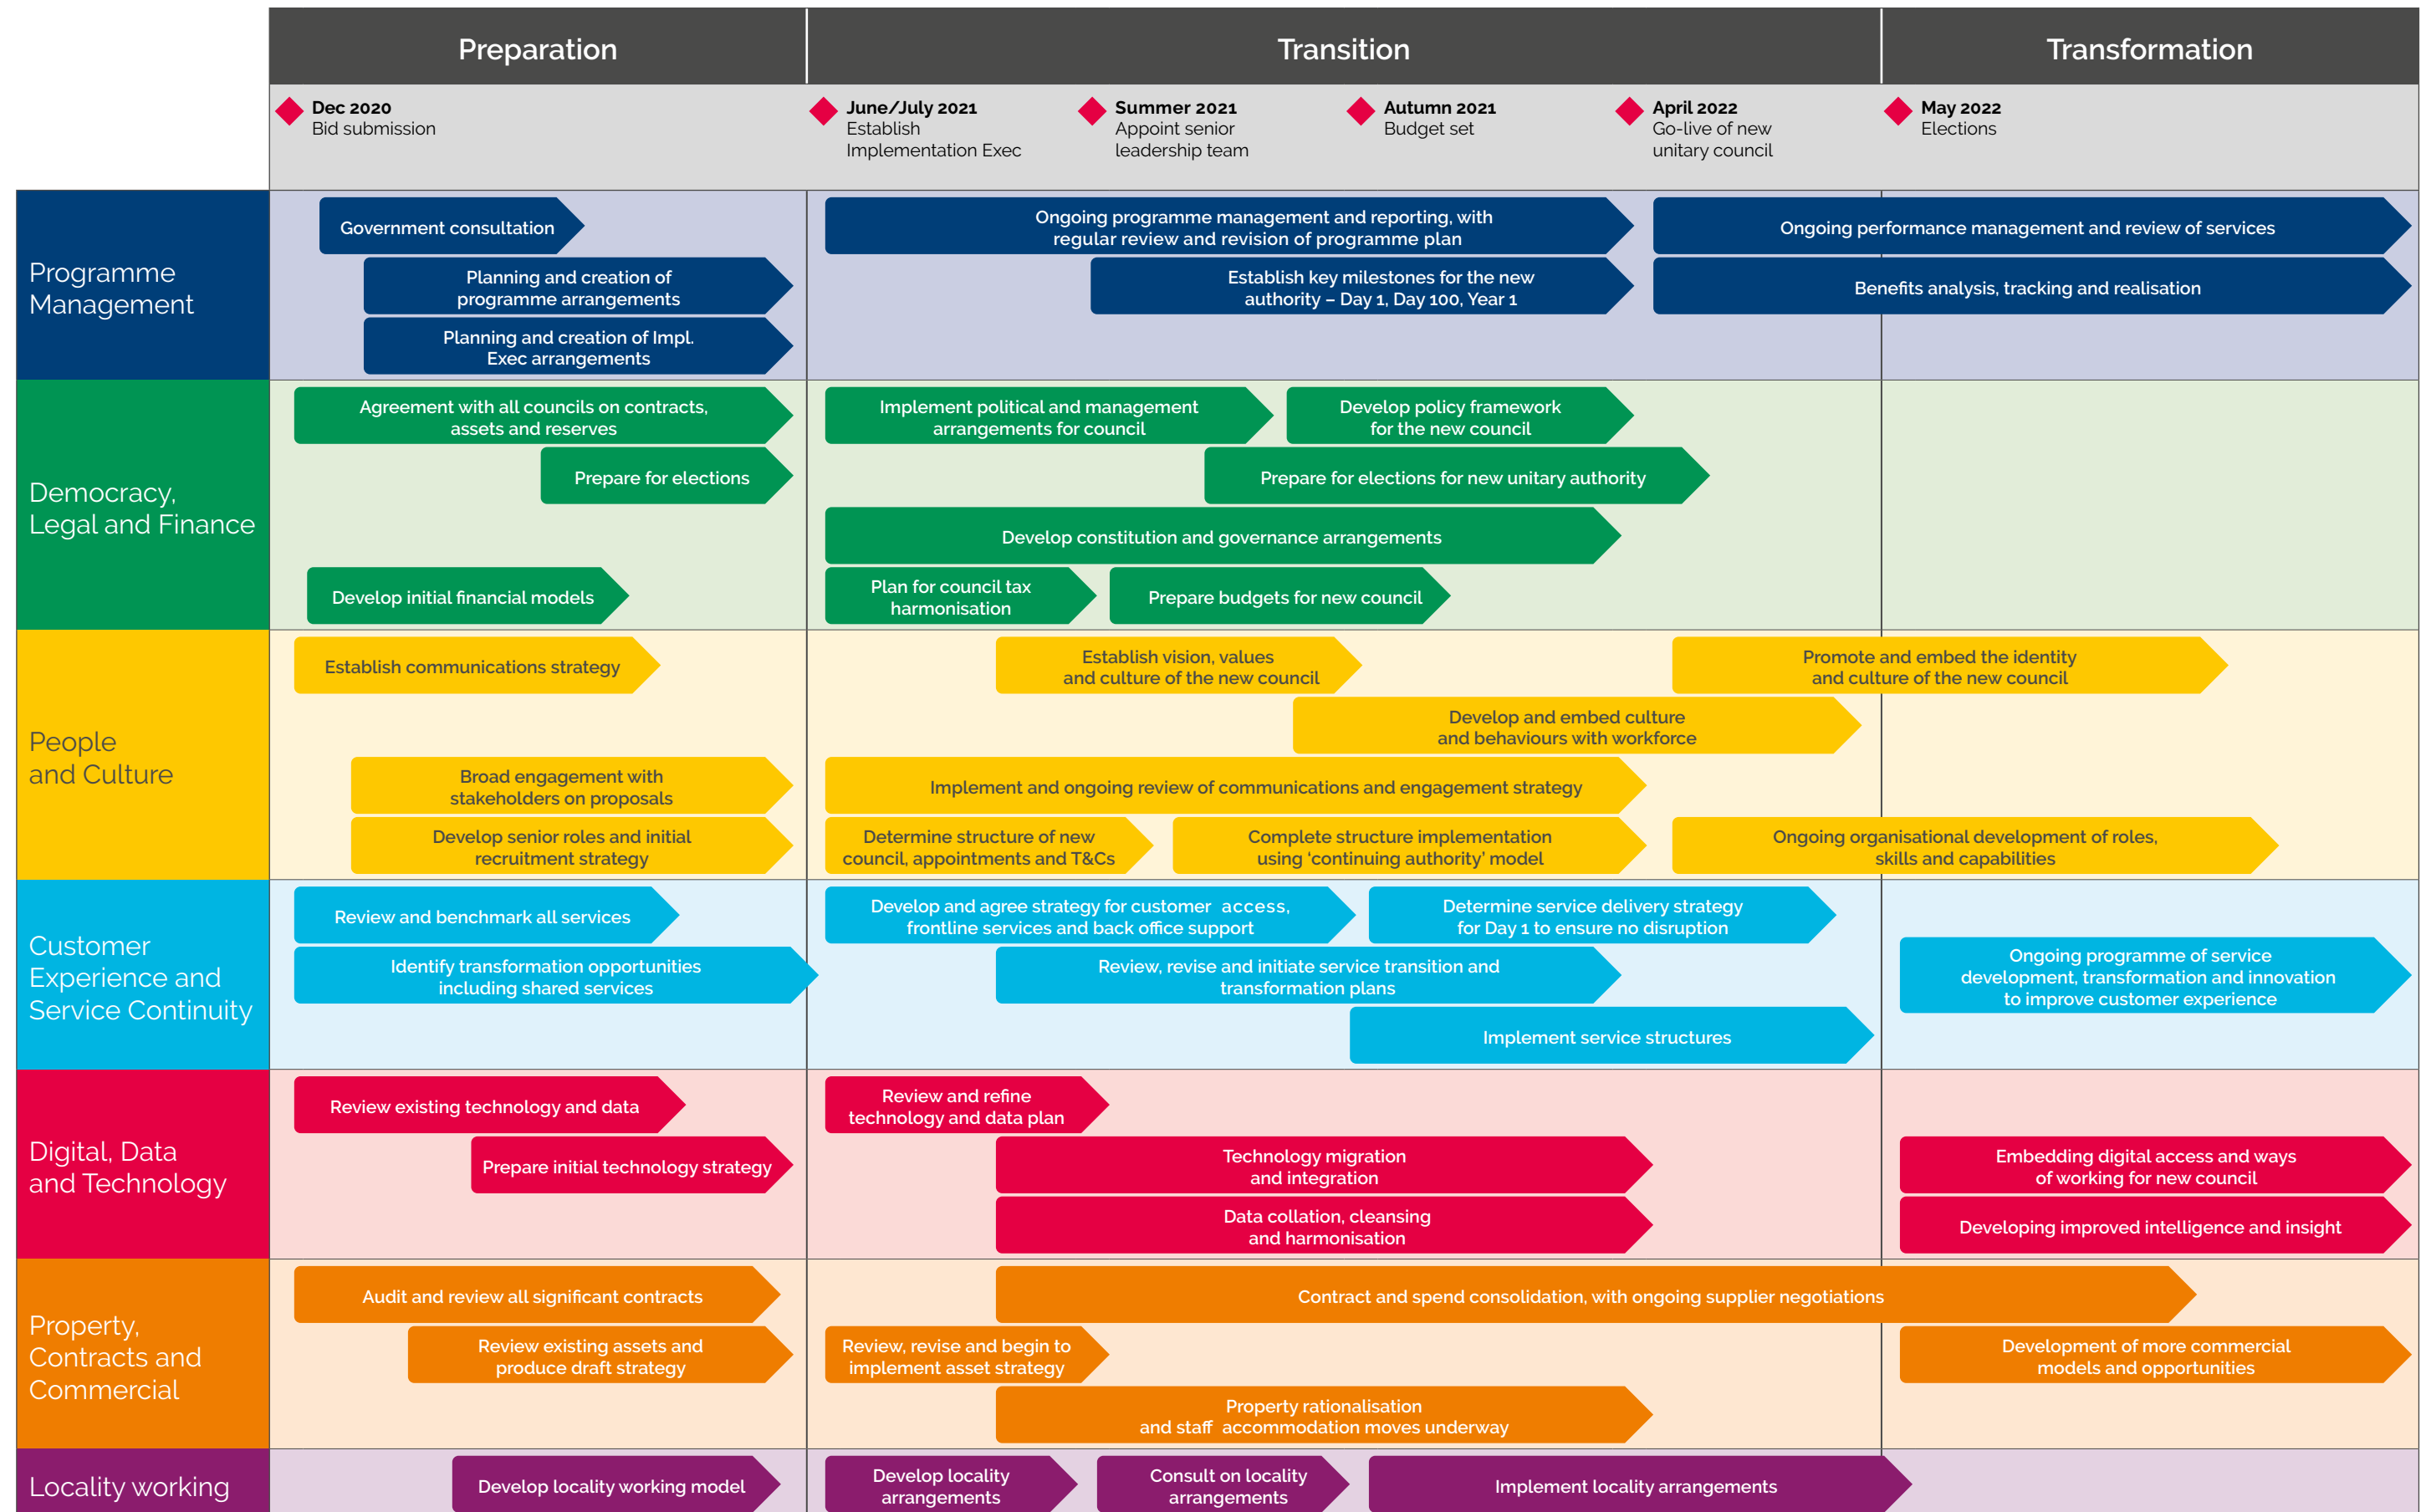 Preparation
Transition
Transformation
Dec 2020
Bid submission
June/July 2021
Establish
Implementation Exec
Summer 2021
Appoint senior
leadership team
Autumn 2021
Budget set
April 2022
Go-live of new
unitary council
May 2022
Elections
Programme
Management
Government consultation
Planning and creation of
programme arrangements
Planning and creation of Impl.
Exec arrangements
Ongoing programme management and reporting, with
regular review and revision of programme plan
Establish key milestones for the new
authority – Day 1, Day 100, Year 1
Ongoing performance management and review of services
Benefits analysis, tracking and realisation
Democracy,
Legal and Finance
Agreement with all councils on contracts,
assets and reserves
Prepare for elections
Develop initial financial models
Implement political and management
arrangements for council
Develop policy framework
for the new council
Prepare for elections for new unitary authority
Develop constitution and governance arrangements
Plan for council tax
harmonisation
Prepare budgets for new council
People
and Culture
Establish communications strategy
Broad engagement with
stakeholders on proposals
Develop senior roles and initial
recruitment strategy
Establish vision, values
and culture of the new council
Develop and embed culture
and behaviours with workforce
Implement and ongoing review of communications and engagement strategy
Determine structure of new
council, appointments and T&Cs
Complete structure implementation
using ‘continuing authority’ model
Promote and embed the identity
and culture of the new council
Ongoing organisational development of roles,
skills and capabilities
Customer
Experience and
Service Continuity
Review and benchmark all services
Identify transformation opportunities
including shared services
Develop and agree strategy for customer access,
frontline services and back office support
Determine service delivery strategy
for Day 1 to ensure no disruption
Review, revise and initiate service transition and
transformation plans
Implement service structures
Ongoing programme of service
development, transformation and innovation
to improve customer experience
Digital, Data
and Technology
Review existing technology and data
Prepare initial technology strategy
Review and refine
technology and data plan
Technology migration
and integration
Data collation, cleansing
and harmonisation
Embedding digital access and ways
of working for new council
Developing improved intelligence and insight
Property,
Contracts and
Commercial
Audit and review all significant contracts
Review existing assets and
produce draft strategy
Contract and spend consolidation, with ongoing supplier negotiations
Review, revise and begin to
implement asset strategy
Property rationalisation
and staff accommodation moves underway
Development of more commercial
models and opportunities
Locality working
Develop locality working model
Develop locality
arrangements
Consult on locality
arrangements
Implement locality arrangements